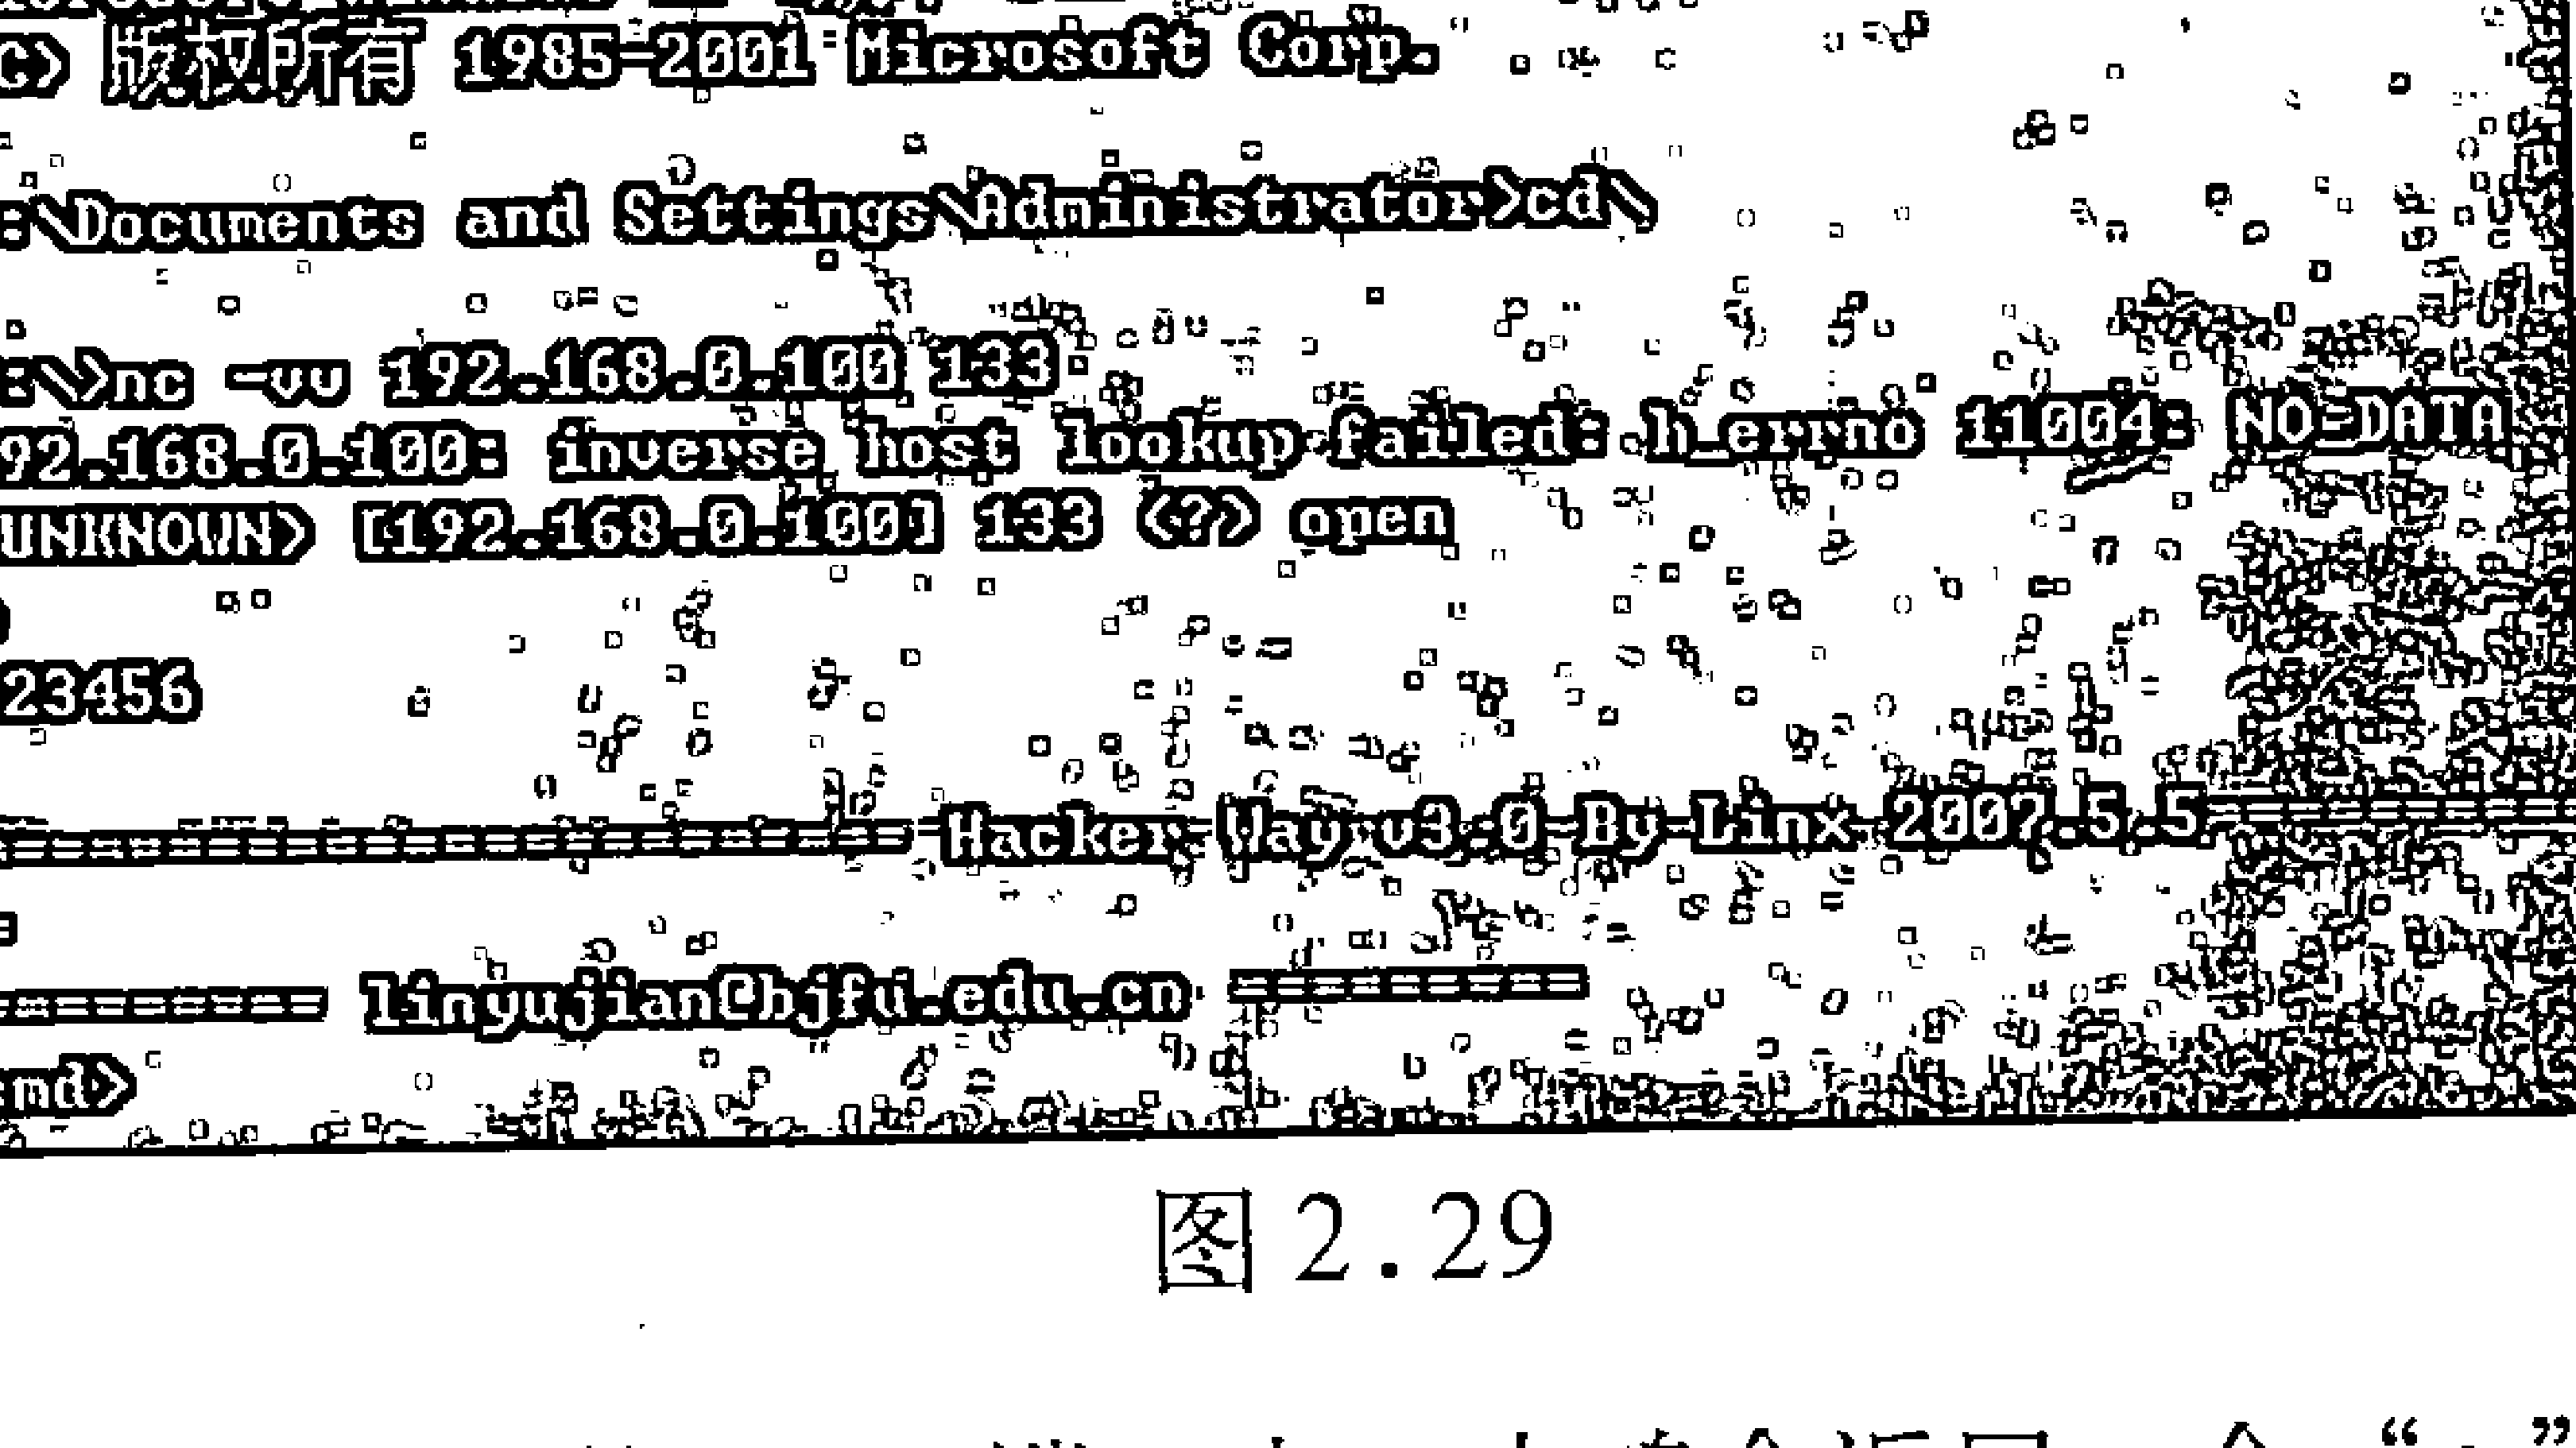 C> 版权所有 1985-2001 Microsoft Corp.
:\Documents and Settings\Administrator>cd\
:\>nc -vv 192.168.0.100 133
92.168.0.100: inverse host lookup failed: h_errno 11004: NO_DATA
UNKNOWN> [192.168.0.100] 133 <?> open
23456
=======================Hacker Way v3.0 By Linx 2007.5.5=========
========= linyujian@bjfu.edu.cn =========
md>
图 2.29